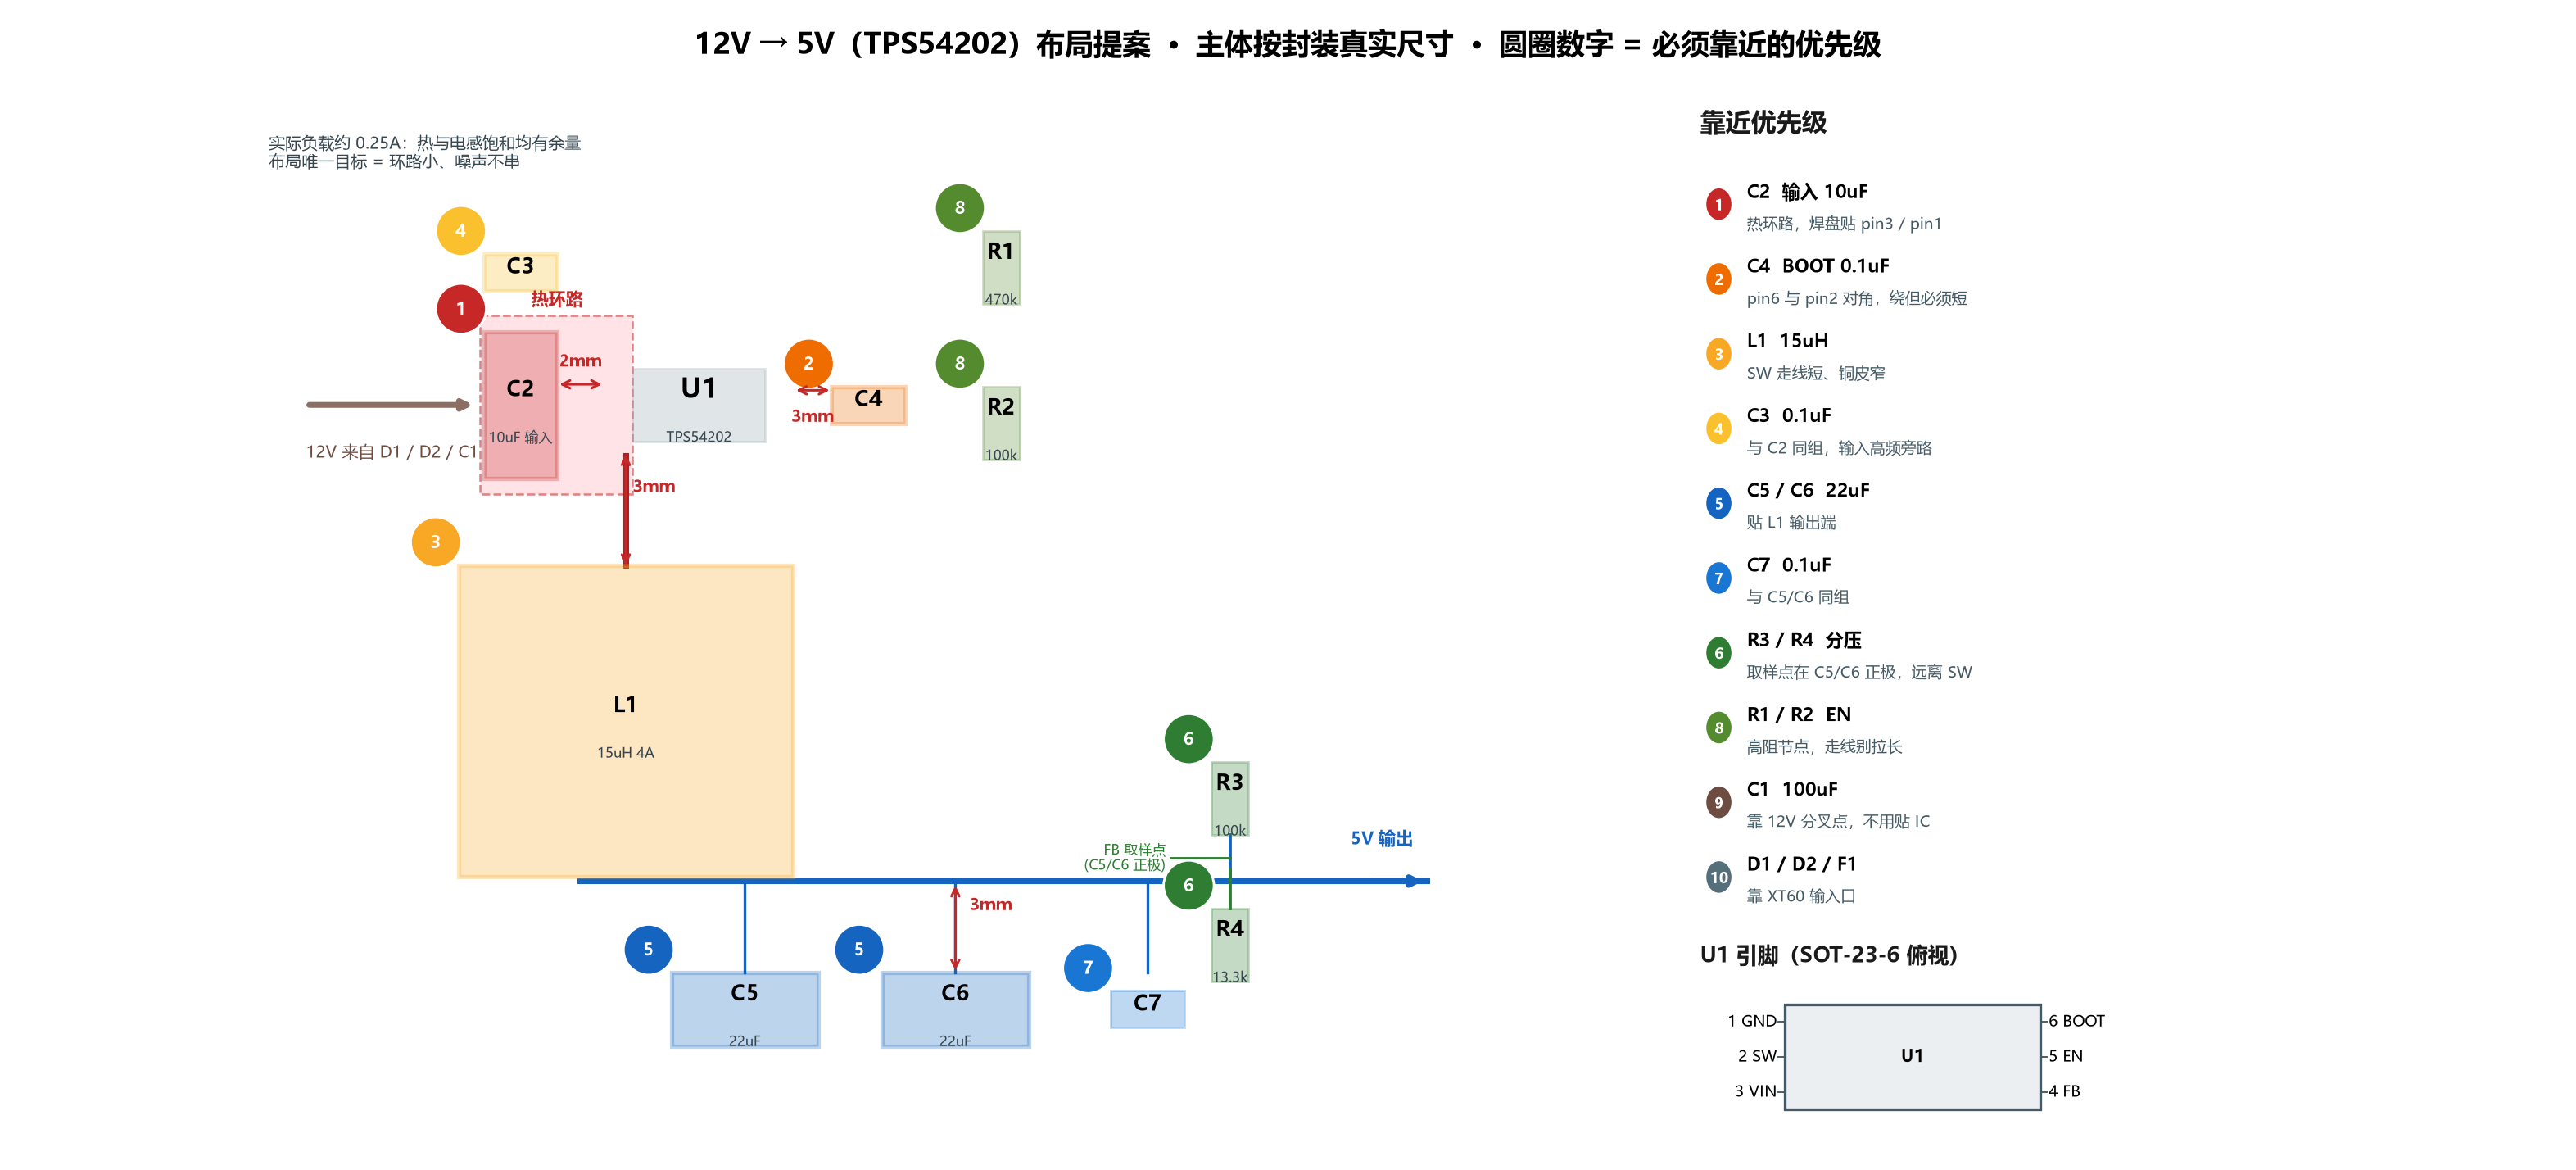 12V → 5V（TPS54202）布局提案 • 主体按封装真实尺寸 • 圆圈数字 = 必须靠近的优先级
实际负载约 0.25A：热与电感饱和均有余量
布局唯一目标 = 环路小、噪声不串
4
C3
1
热环路
C2
10uF 输入
2mm
U1
TPS54202
12V 来自 D1 / D2 / C1
2
3mm
C4
8
R1
470k
8
R2
100k
3mm
3
L1
15uH 4A
6
R3
100k
FB 取样点
(C5/C6 正极)
5V 输出
6
R4
13.3k
3mm
5
C5
22uF
5
C6
22uF
7
C7
靠近优先级
1
C2 输入 10uF
热环路，焊盘贴 pin3 / pin1
2
C4 BOOT 0.1uF
pin6 与 pin2 对角，绕但必须短
3
L1 15uH
SW 走线短、铜皮窄
4
C3 0.1uF
与 C2 同组，输入高频旁路
5
C5 / C6 22uF
贴 L1 输出端
7
C7 0.1uF
与 C5/C6 同组
6
R3 / R4 分压
取样点在 C5/C6 正极，远离 SW
8
R1 / R2 EN
高阻节点，走线别拉长
9
C1 100uF
靠 12V 分叉点，不用贴 IC
10
D1 / D2 / F1
靠 XT60 输入口
U1 引脚（SOT-23-6 俯视）
1 GND
2 SW
3 VIN
U1
6 BOOT
5 EN
4 FB